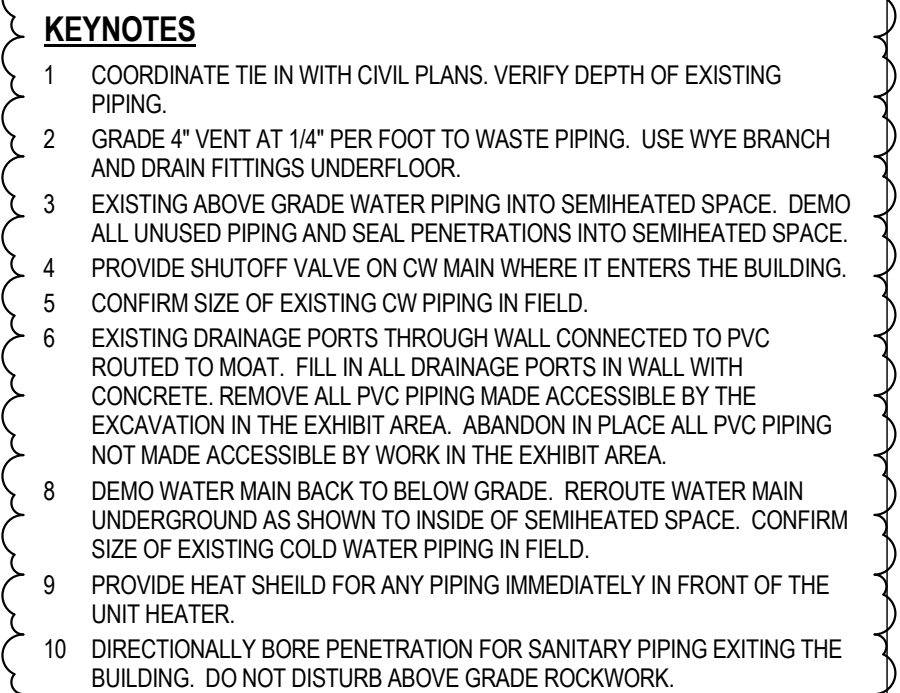 KEYNOTES
1 COORDINATE TIE IN WITH CIVIL PLANS. VERIFY DEPTH OF EXISTING
PIPING.
2 GRADE 4" VENT AT 1/4" PER FOOT TO WASTE PIPING. USE WYE BRANCH
AND DRAIN FITTINGS UNDERFLOOR.
3 EXISTING ABOVE GRADE WATER PIPING INTO SEMIHEATED SPACE. DEMO
ALL UNUSED PIPING AND SEAL PENETRATIONS INTO SEMIHEATED SPACE.
4 PROVIDE SHUTOFF VALVE ON CW MAIN WHERE IT ENTERS THE BUILDING.
5 CONFIRM SIZE OF EXISTING CW PIPING IN FIELD.
6 EXISTING DRAINAGE PORTS THROUGH WALL CONNECTED TO PVC
ROUTED TO MOAT. FILL IN ALL DRAINAGE PORTS IN WALL WITH
CONCRETE. REMOVE ALL PVC PIPING MADE ACCESSIBLE BY THE
EXCAVATION IN THE EXHIBIT AREA. ABANDON IN PLACE ALL PVC PIPING
NOT MADE ACCESSIBLE BY WORK IN THE EXHIBIT AREA.
8 DEMO WATER MAIN BACK TO BELOW GRADE. REROUTE WATER MAIN
UNDERGROUND AS SHOWN TO INSIDE OF SEMIHEATED SPACE. CONFIRM
SIZE OF EXISTING COLD WATER PIPING IN FIELD.
9 PROVIDE HEAT SHEILD FOR ANY PIPING IMMEDIATELY IN FRONT OF THE
UNIT HEATER.
10 DIRECTIONALLY BORE PENETRATION FOR SANITARY PIPING EXITING THE
BUILDING. DO NOT DISTURB ABOVE GRADE ROCKWORK.